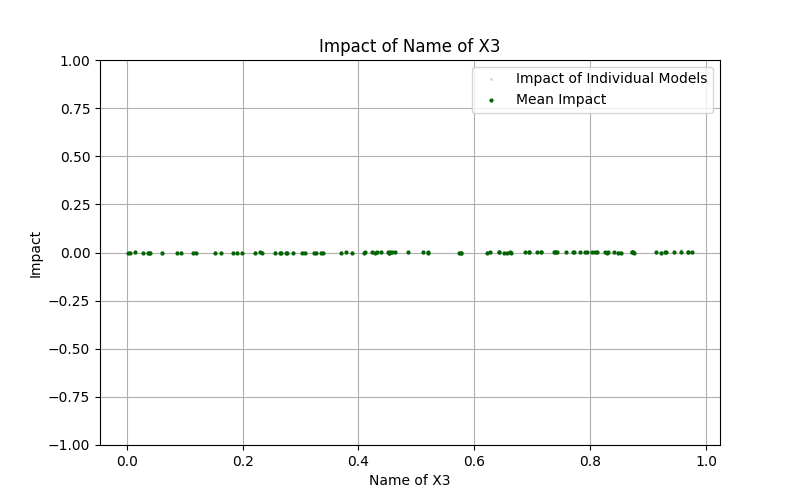 Impact of Name of X3
Impact of Individual Models
Mean Impact
1.00
0.75
0.50
0.25
0.00
−0.25
−0.50
−0.75
−1.00
Impact
0.0 0.2 0.4 0.6 0.8 1.0
Name of X3